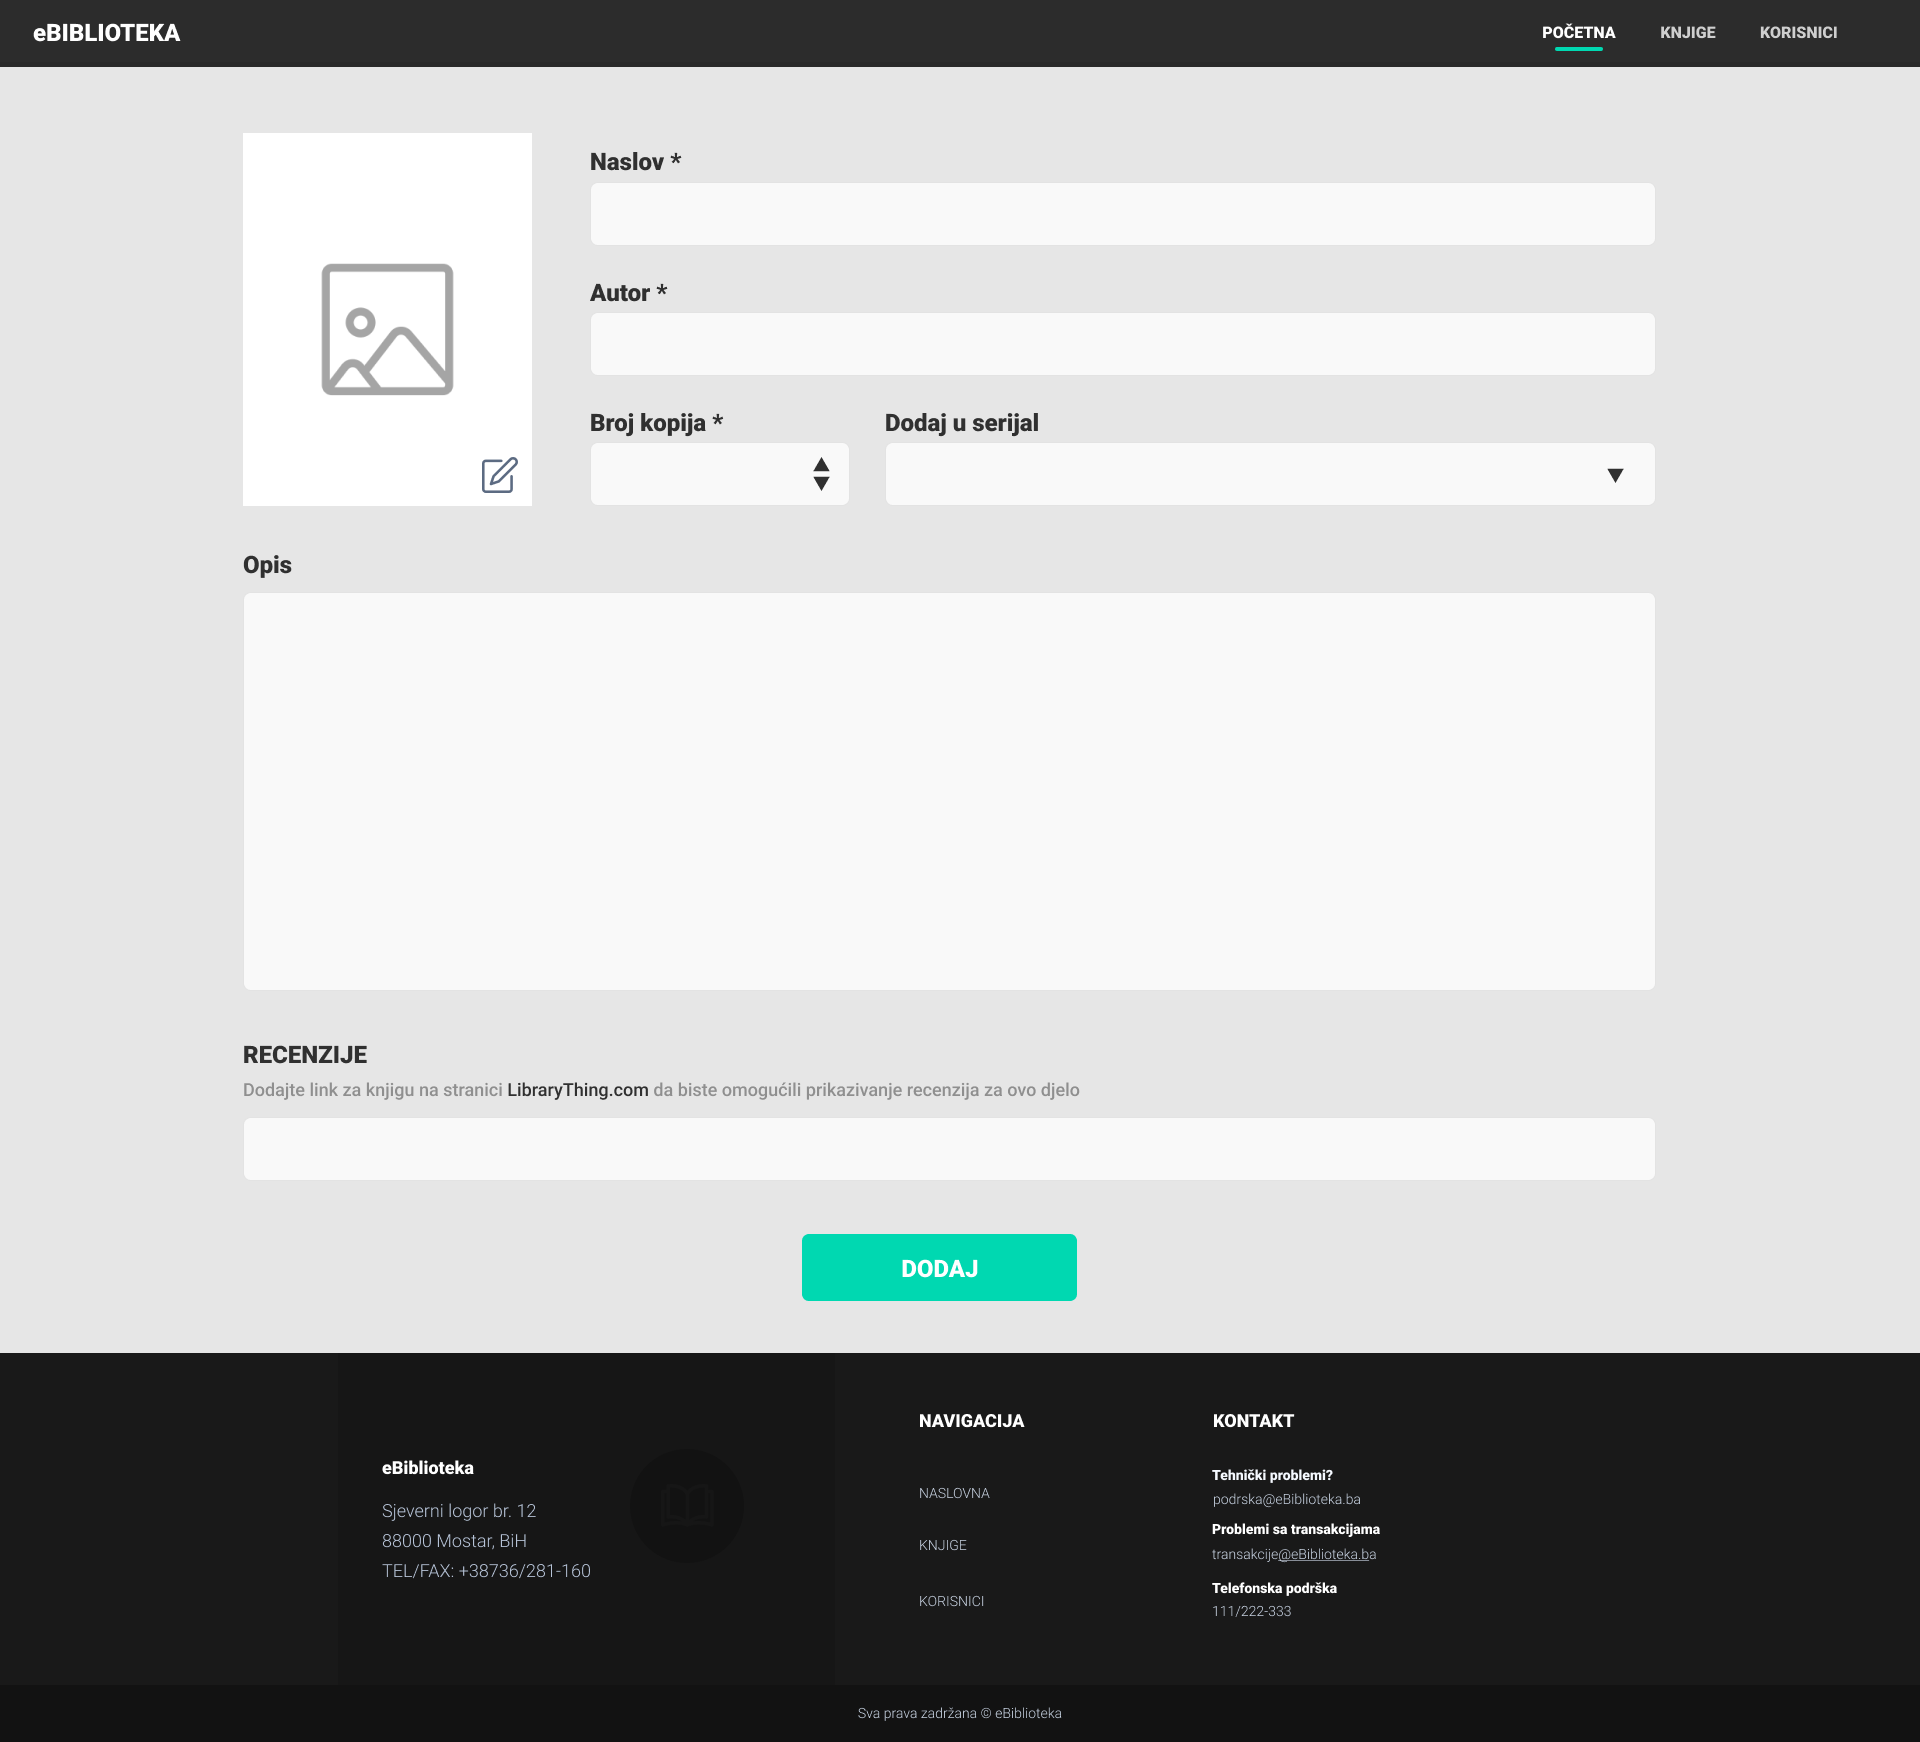 eBIBLIOTEKA
POČETNA KNJIGE KORISNICI
Naslov *
Autor *
Broj kopija * Dodaj u serijal
Opis
RECENZIJE
Dodajte link za knjigu na stranici LibraryThing.com da biste omogućili prikazivanje recenzija za ovo djelo
DODAJ
eBiblioteka
Sjeverni logor br. 12
88000 Mostar, BiH
TEL/FAX: +38736/281-160
NAVIGACIJA
NASLOVNA
KNJIGE
KORISNICI
KONTAKT
Tehnički problemi?
podrska@eBiblioteka.ba
Problemi sa transakcijama
transakcije@eBiblioteka.ba
Telefonska podrška
111/222-333
Sva prava zadržana © eBiblioteka